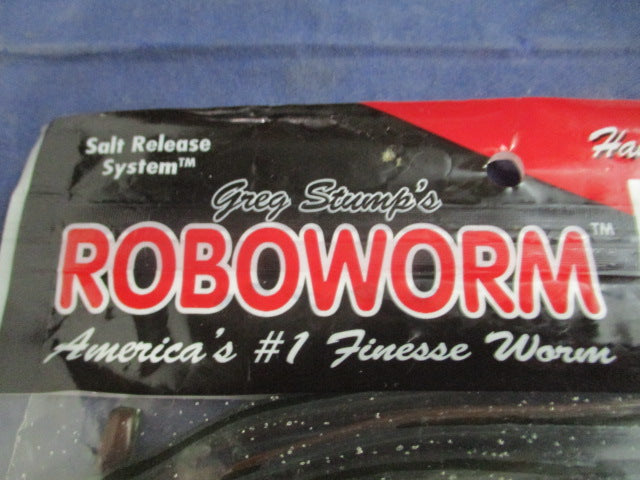 Salt Release
System™
Greg Stump's
ROBOWORM™
America's #1 Finesse Worm